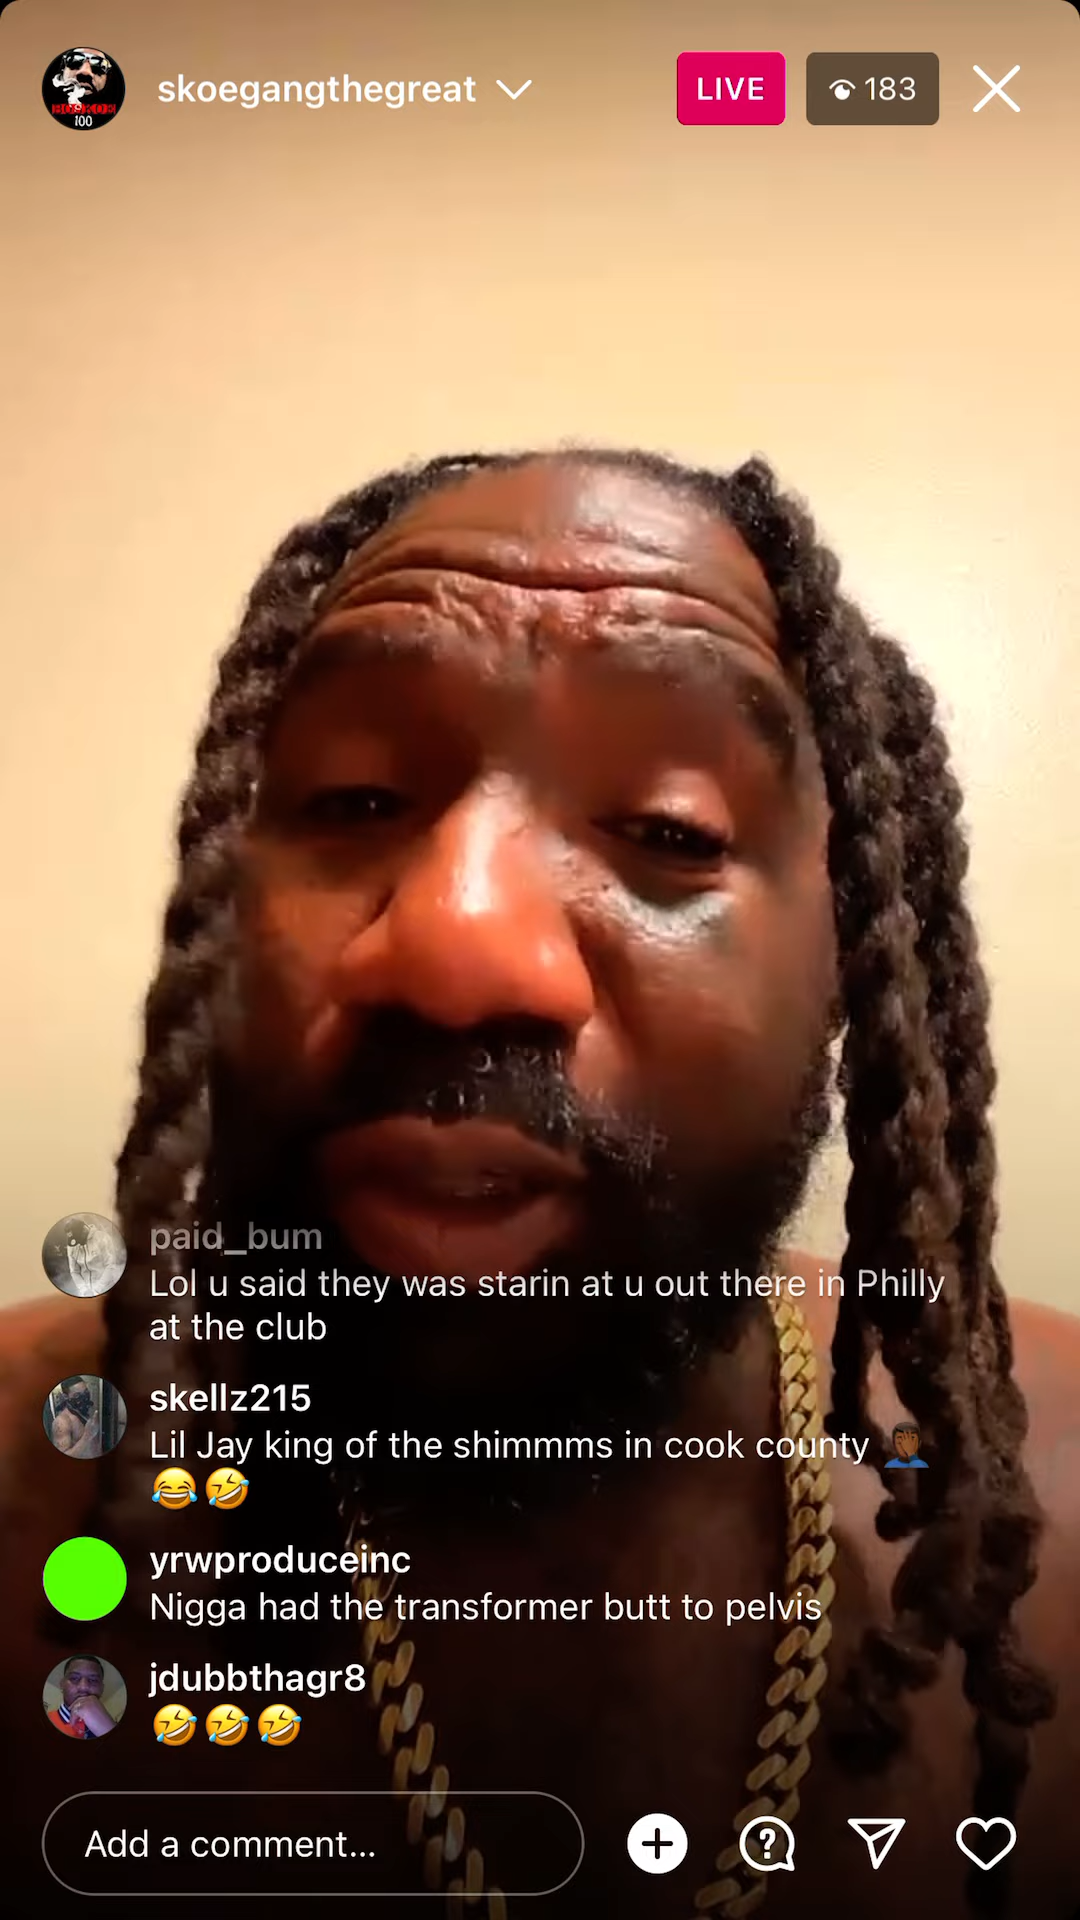 skoegangthegreat
LIVE
183
BOSKOE
100
paid_bum
Lol u said they was starin at u out there in Philly
at the club
skellz215
Lil Jay king of the shimmms in cook county 🤦🏾‍♂️
😂🤣
yrwproduceinc
Nigga had the transformer butt to pelvis
jdubbthagr8
🤣🤣🤣
Add a comment...